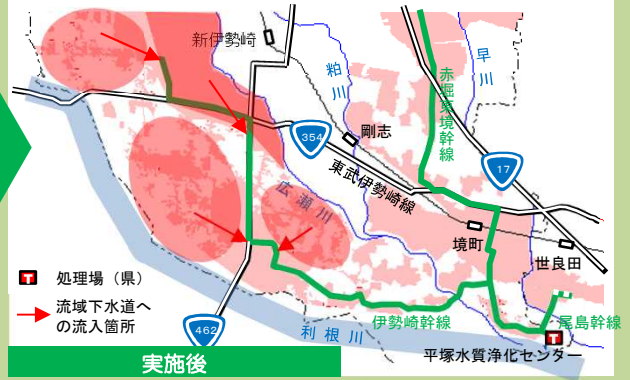 新伊勢崎
粕川
早川
赤堀東境幹線
剛志
354
17
東武伊勢崎線
広瀬川
境町
世良田
処理場（県）
流域下水道へ
の流入箇所
462
利根川
伊勢崎幹線
尾島幹線
平塚水質浄化センター
実施後